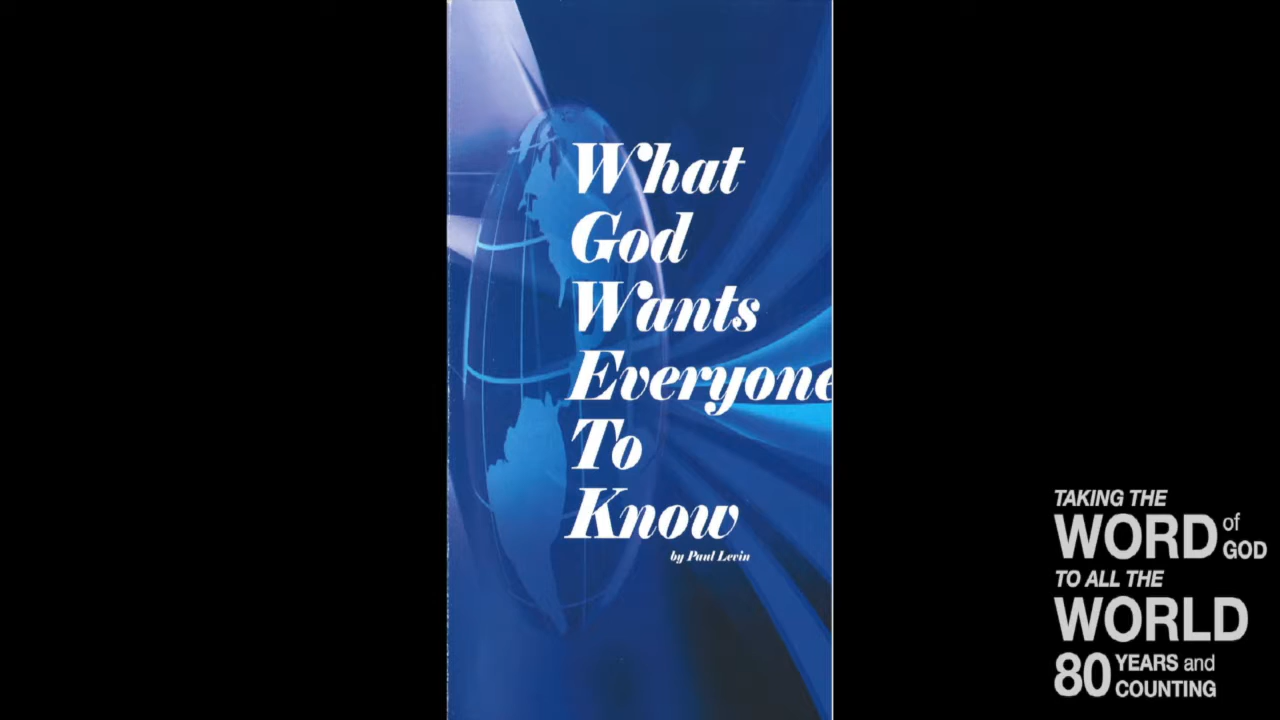 What
God
Wants
Everyone
To
Know
by Paul Levin
TAKING THE
WORD of GOD
TO ALL THE
WORLD
80 YEARS and COUNTING